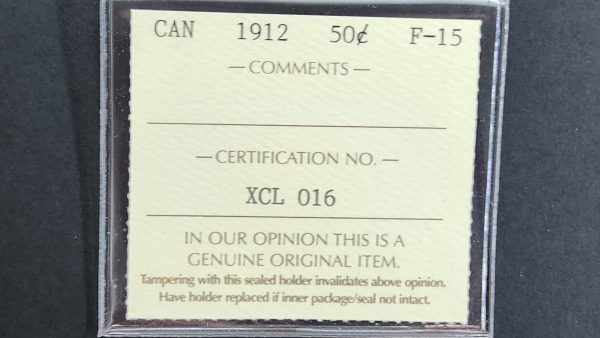 CAN 1912 50¢ F-15
— COMMENTS —
— CERTIFICATION NO. —
XCL 016
IN OUR OPINION THIS IS A
GENUINE ORIGINAL ITEM.
Tampering with this sealed holder invalidates above opinion.
Have holder replaced if inner package/seal not intact.